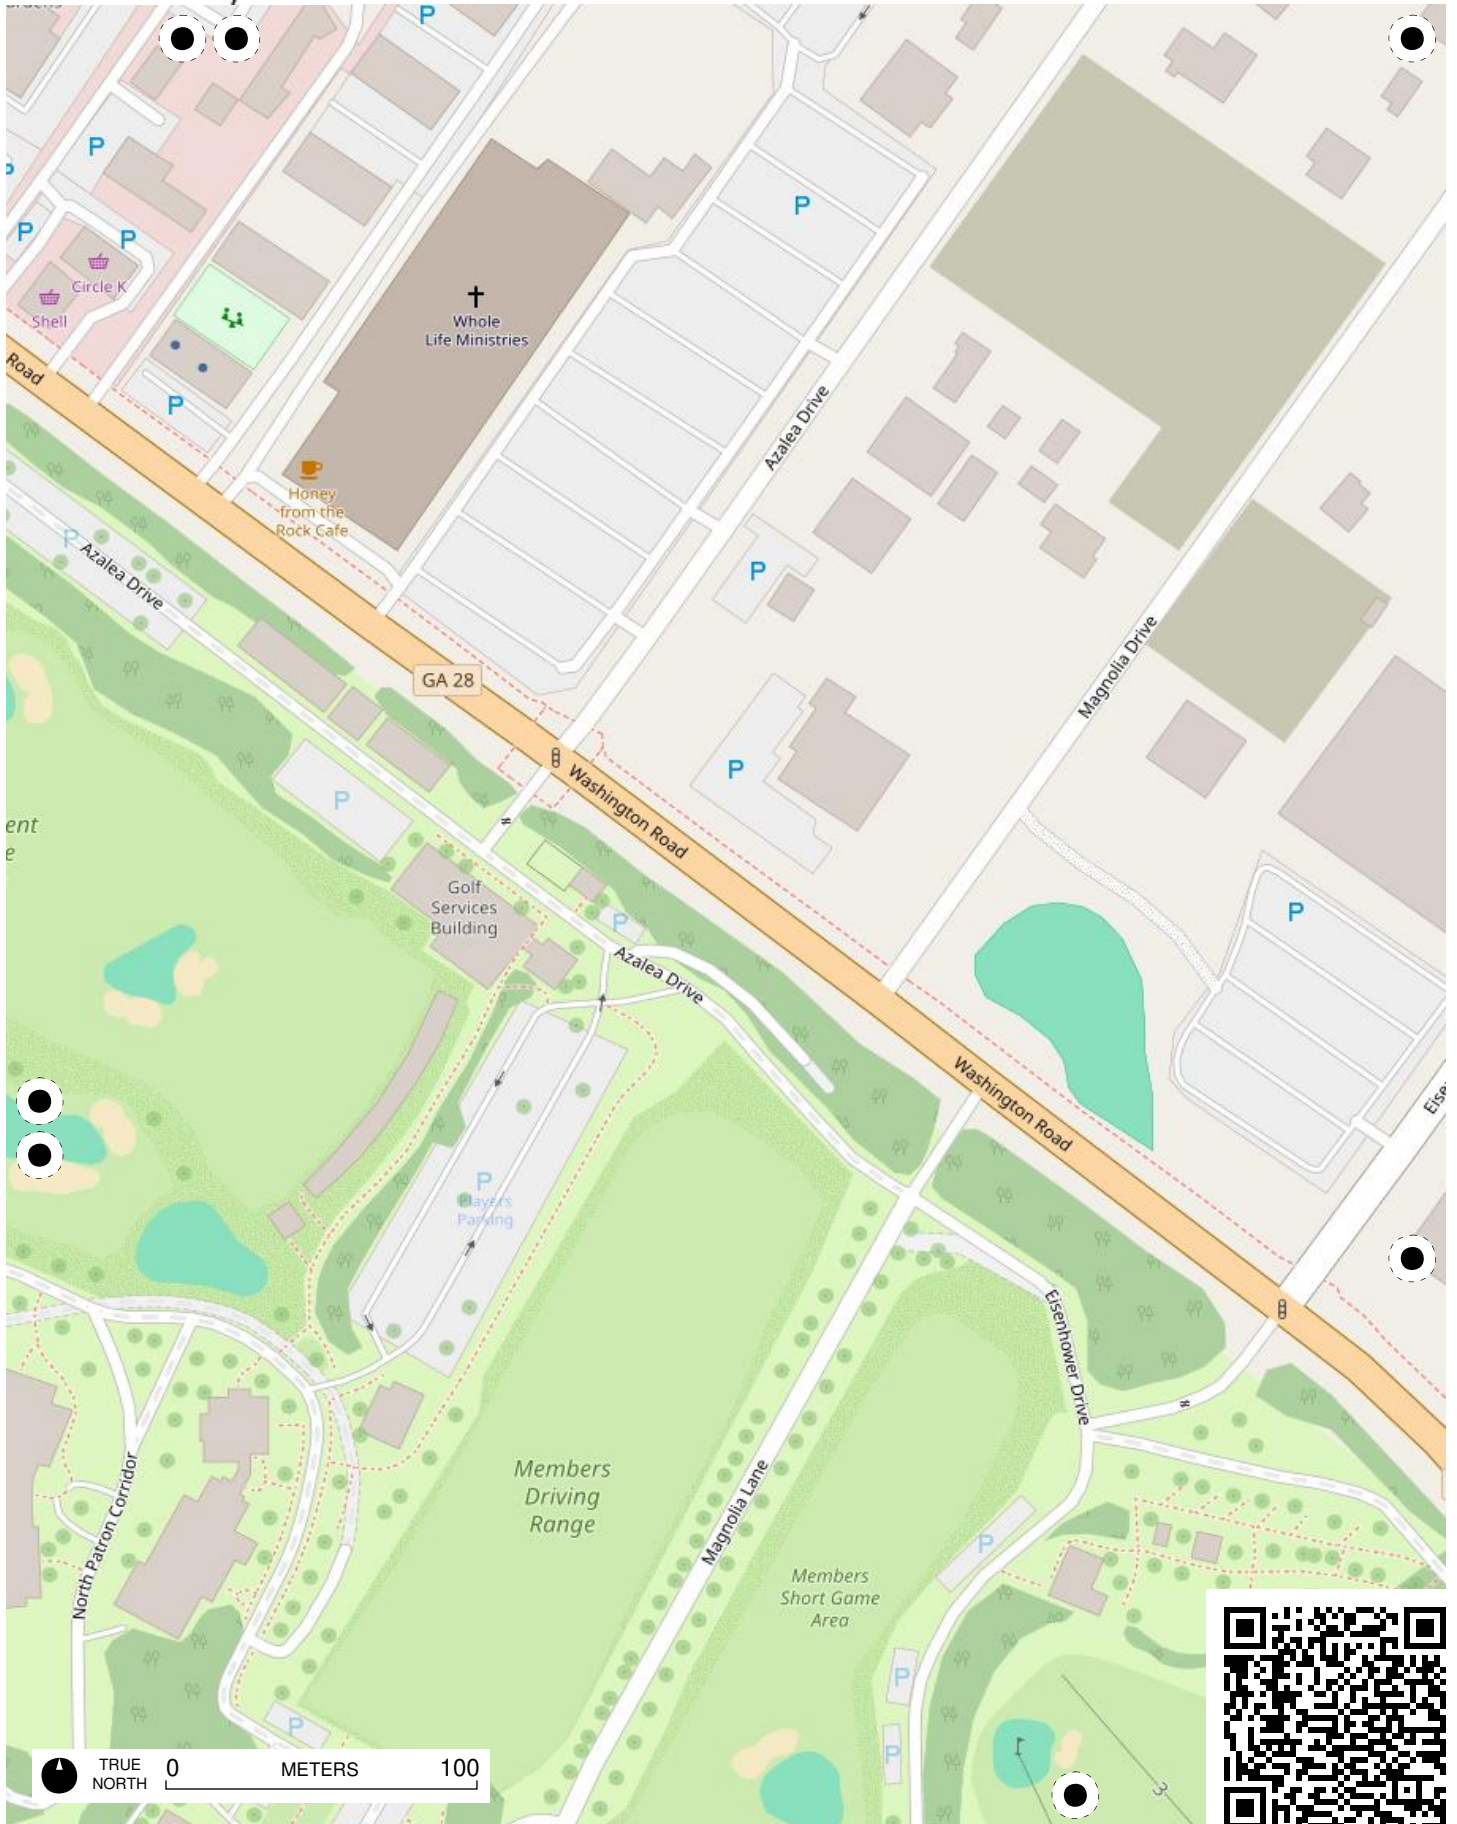 P
P
P
P
P
P
Circle K
Shell
Whole
Life Ministries
Road
P
Azalea Drive
Honey
from the
Rock Cafe
P
Azalea Drive
P
Magnolia Drive
GA 28
P
P
Washington Road
Golf
Services
Building
P
P
Azalea Drive
Washington Road
P
Players
Parking
Eisenhower Drive
Members
Driving
Range
North Patron Corridor
Magnolia Lane
P
Members
Short Game
Area
P
P
P
3
TRUE
NORTH
0
METERS
100